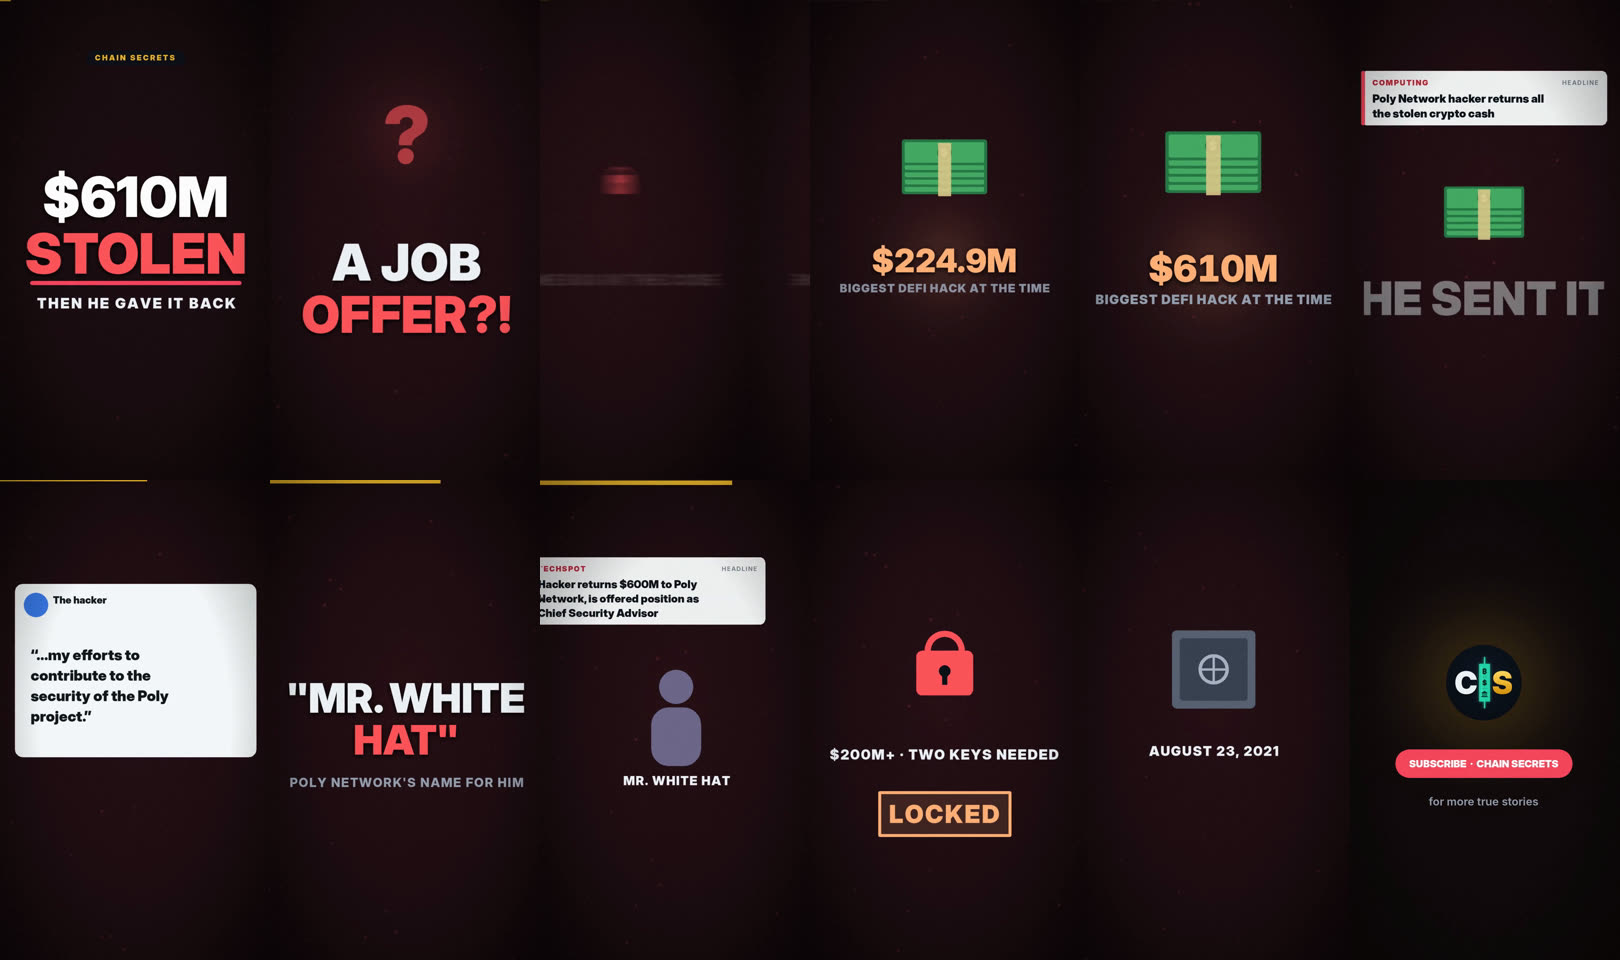 CHAIN SECRETS
$610M
STOLEN
THEN HE GAVE IT BACK
?
A JOB
OFFER?!
$224.9M
BIGGEST DEFI HACK AT THE TIME
$610M
BIGGEST DEFI HACK AT THE TIME
COMPUTING
HEADLINE
Poly Network hacker returns all
the stolen crypto cash
HE SENT IT
The hacker
“...my efforts to
contribute to the
security of the Poly
project.”
"MR. WHITE
HAT"
POLY NETWORK'S NAME FOR HIM
TECHSPOT
HEADLINE
Hacker returns $600M to Poly
Network, is offered position as
Chief Security Advisor
MR. WHITE HAT
$200M+ · TWO KEYS NEEDED
LOCKED
AUGUST 23, 2021
C S
SUBSCRIBE · CHAIN SECRETS
for more true stories